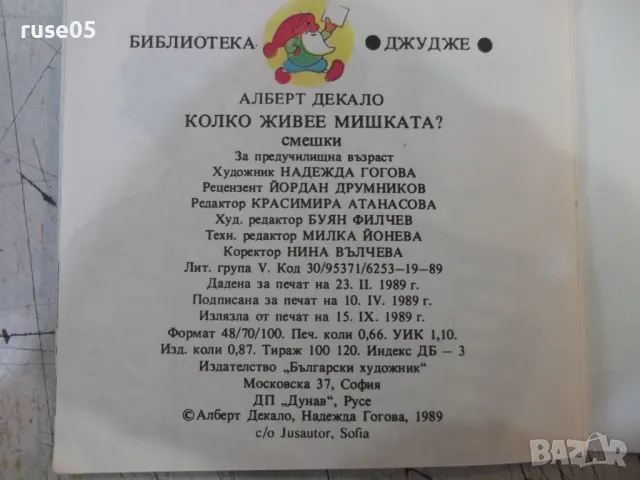 ruse05
БИБЛИОТЕКА ● ДЖУДЖЕ ●
АЛБЕРТ ДЕКАЛО
КОЛКО ЖИВЕЕ МИШКАТА?
смешки
За предучилищна възраст
Художник НАДЕЖДА ГОГОВА
Рецензент ЙОРДАН ДРУМНИКОВ
Редактор КРАСИМИРА АТАНАСОВА
Худ. редактор БУЯН ФИЛЧЕВ
Техн. редактор МИЛКА ЙОНЕВА
Коректор НИНА ВЪЛЧЕВА
Лит. група V. Код 30/95371/6253—19—89
Дадена за печат на 23. II. 1989 г.
Подписана за печат на 10. IV. 1989 г.
Излязла от печат на 15. IX. 1989 г.
Формат 48/70/100. Печ. коли 0,66. УИК 1,10.
Изд. коли 0,87. Тираж 100 120. Индекс ДБ — 3
Издателство „Български художник“
Московска 37, София
ДП „Дунав“, Русе
©Алберт Декало, Надежда Гогова, 1989
c/o Jusautor, Sofia
BAZAR
bg